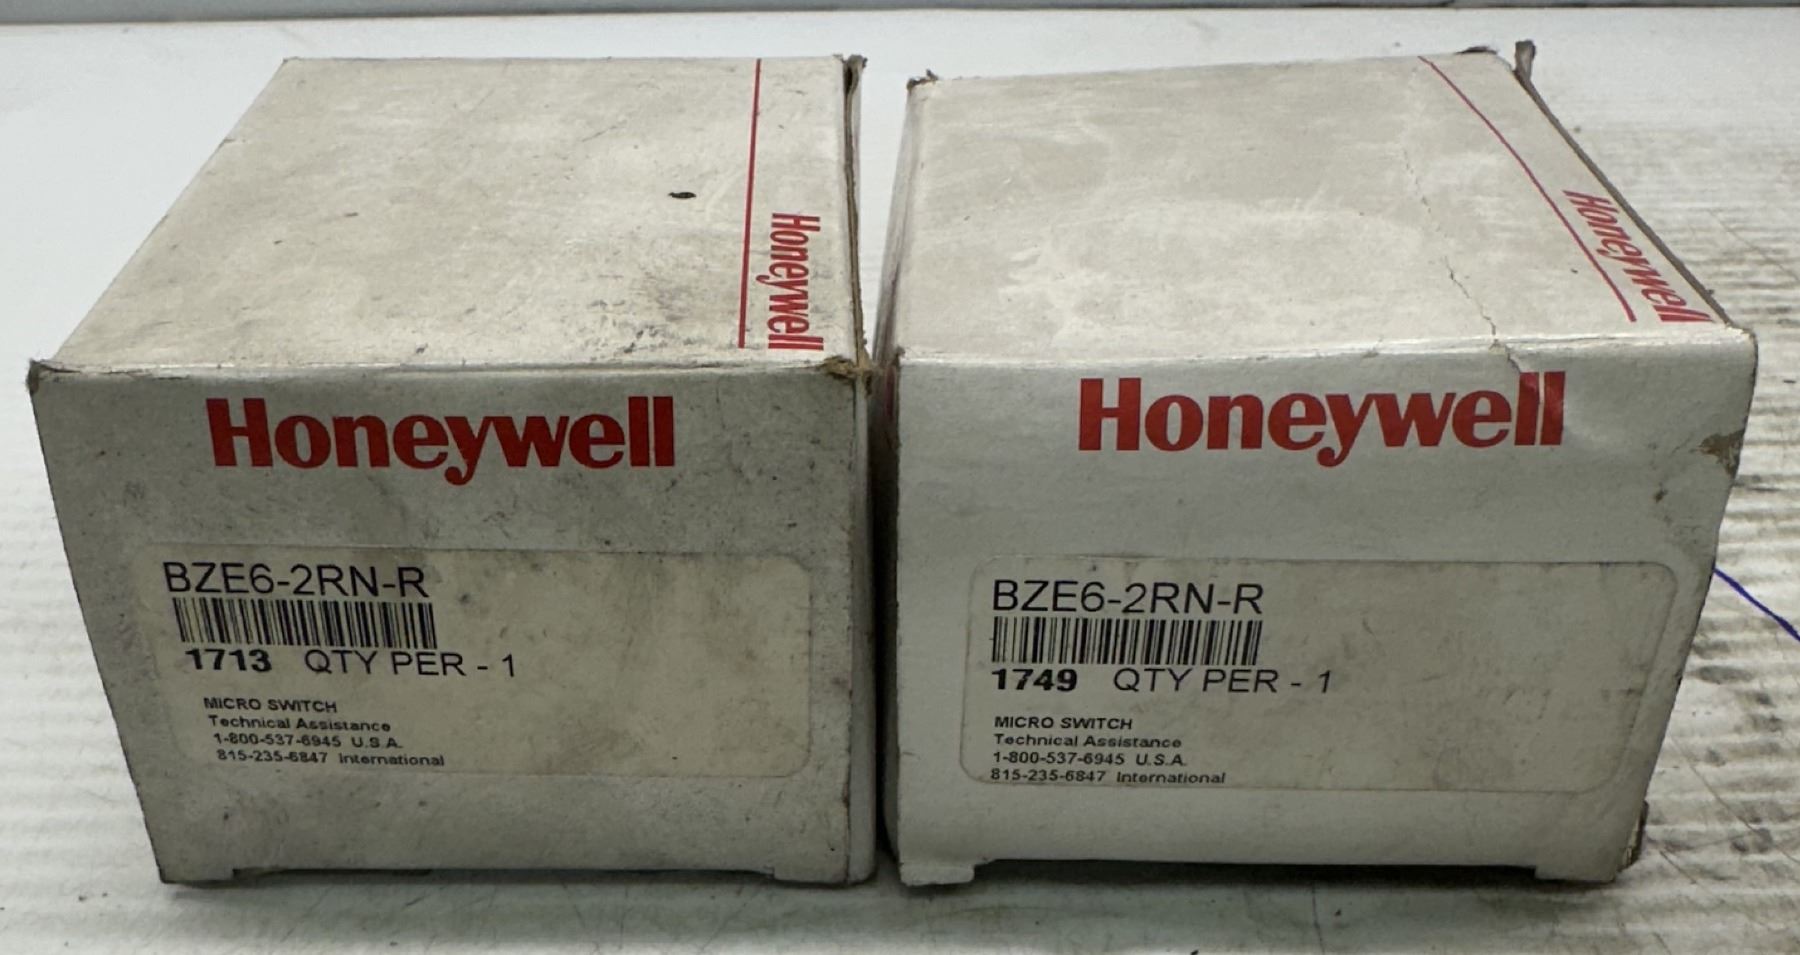 Honeywell
Honeywell
BZE6-2RN-R
1713 QTY PER - 1
MICRO SWITCH
Technical Assistance
1-800-537-6945 U.S.A.
815-235-6847 International
Honeywell
Honeywell
BZE6-2RN-R
1749 QTY PER - 1
MICRO SWITCH
Technical Assistance
1-800-537-6945 U.S.A.
815-235-6847 International